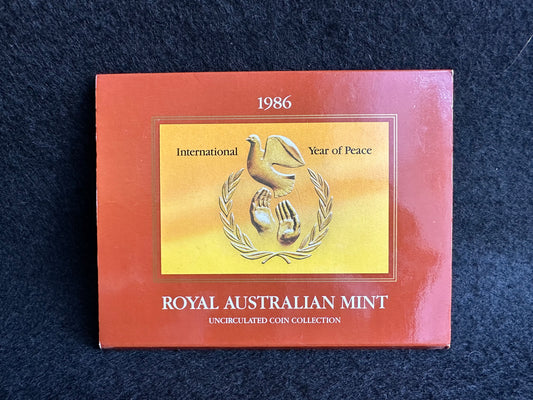 1986
International Year of Peace
ROYAL AUSTRALIAN MINT
UNCIRCULATED COIN COLLECTION